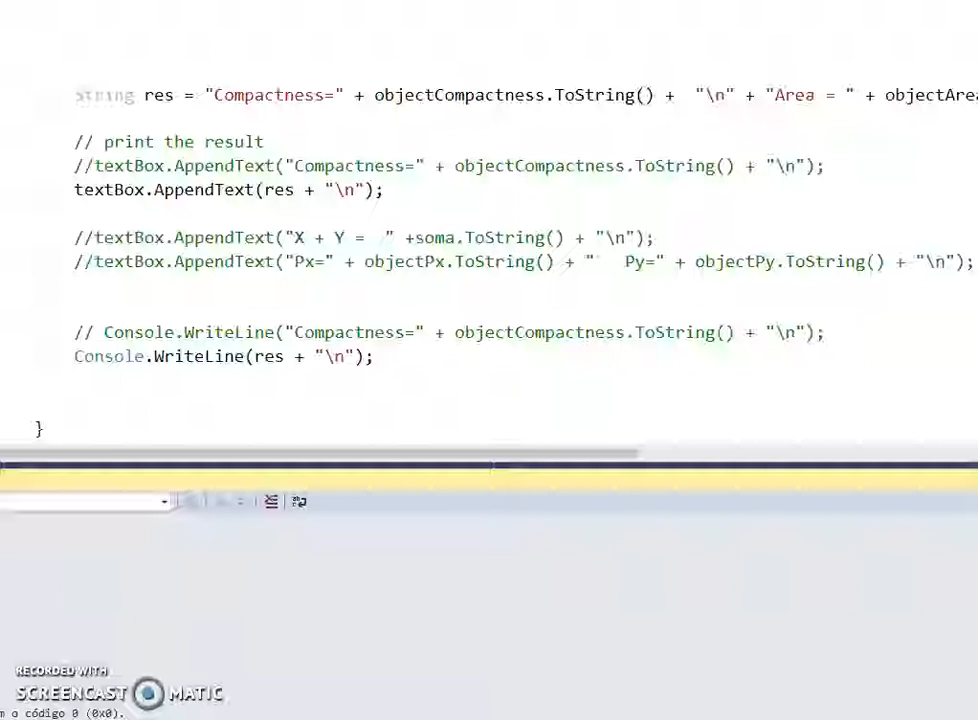 String res = "Compactness=" + objectCompactness.ToString() +  "\n" + "Area = " + objectArea
// print the result
//textBox.AppendText("Compactness=" + objectCompactness.ToString() + "\n");
textBox.AppendText(res + "\n");
//textBox.AppendText("X + Y =  " +soma.ToString() + "\n");
//textBox.AppendText("Px=" + objectPx.ToString() + "   Py=" + objectPy.ToString() + "\n");
// Console.WriteLine("Compactness=" + objectCompactness.ToString() + "\n");
Console.WriteLine(res + "\n");
}
RECORDED WITH
SCREENCAST MATIC
m o código 0 (0x0).